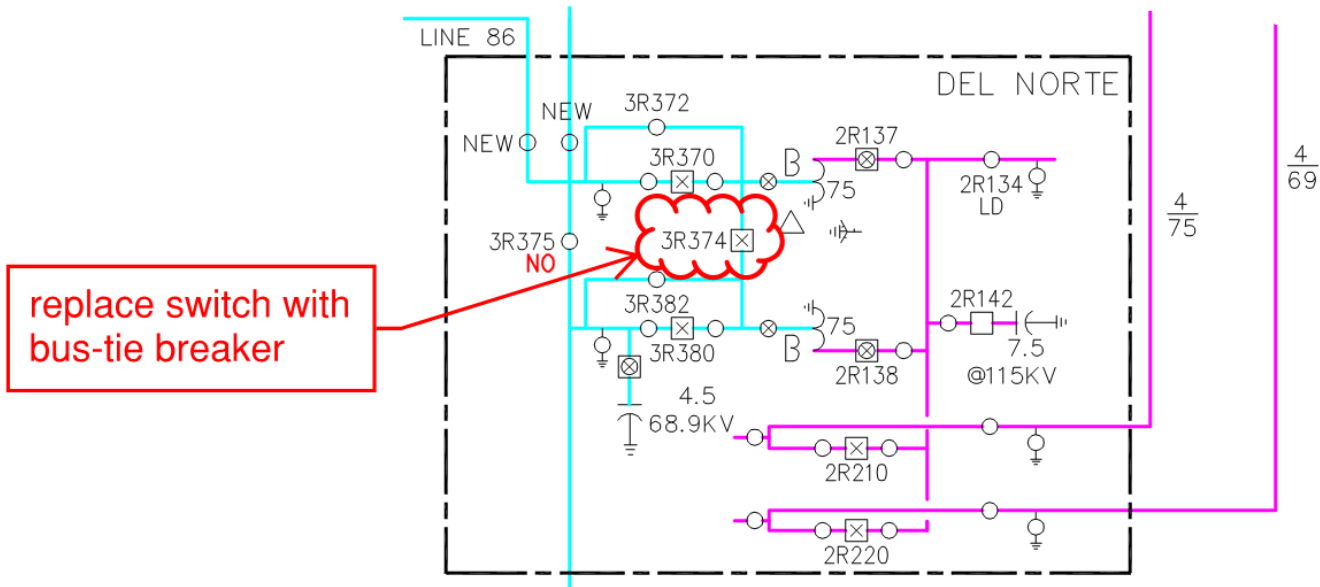 LINE 86
DEL NORTE
NEW
NEW
3R372
3R370
B
75
2R137
2R134
LD
4
75
4
69
3R375
NO
3R374
replace switch with
bus-tie breaker
3R382
3R380
B
75
2R138
2R142
7.5
@115KV
4.5
68.9KV
2R210
2R220